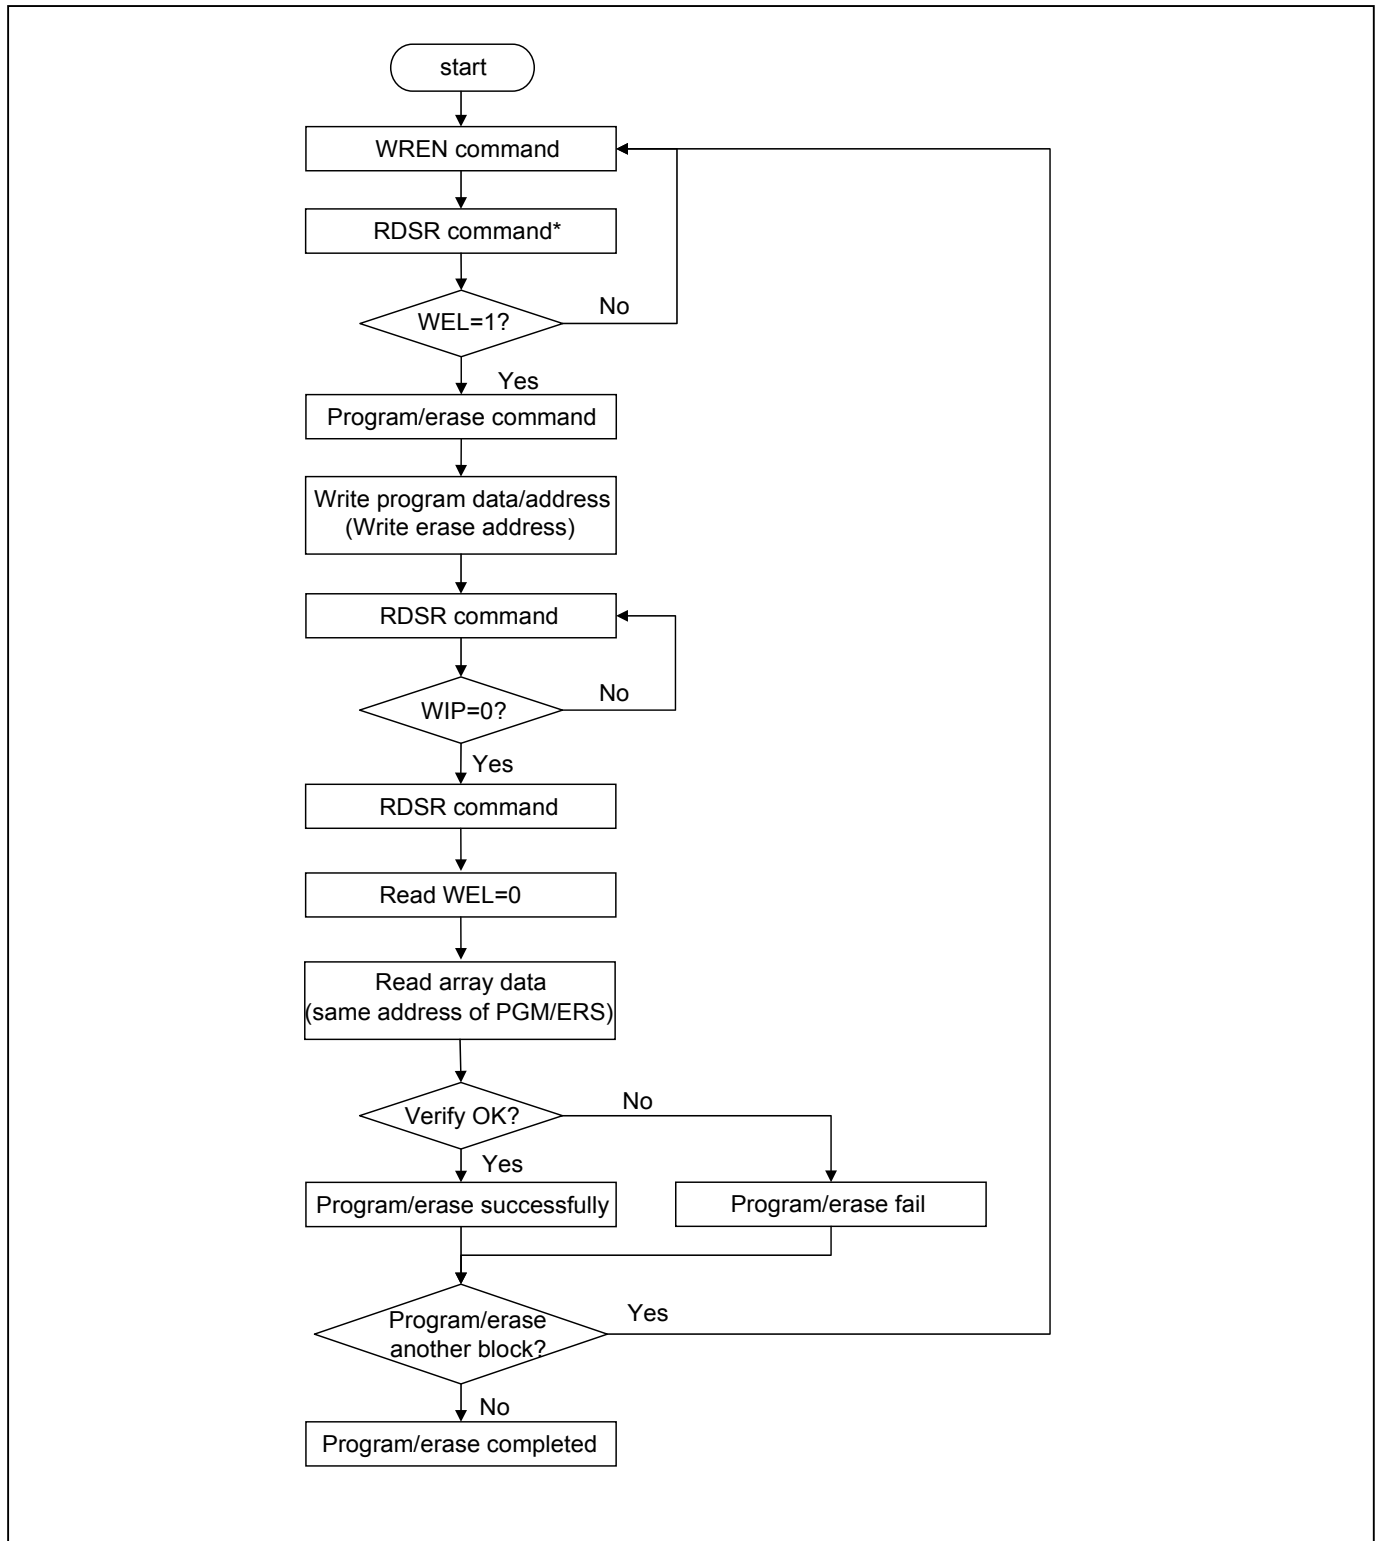 start
WREN command
RDSR command*
WEL=1?
No
Yes
Program/erase command
Write program data/address
(Write erase address)
RDSR command
WIP=0?
No
Yes
RDSR command
Read WEL=0
Read array data
(same address of PGM/ERS)
Verify OK?
No
Yes
Program/erase successfully
Program/erase fail
Program/erase
another block?
Yes
No
Program/erase completed